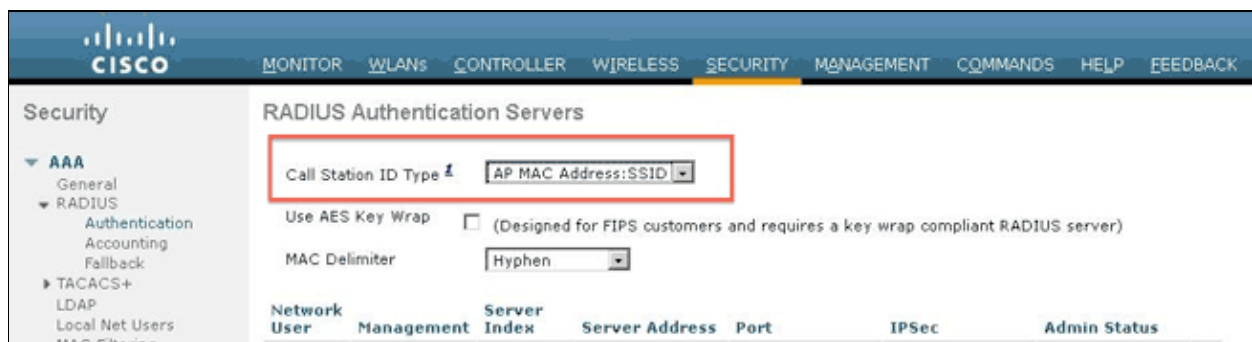 CISCO
MONITOR WLANs CONTROLLER WIRELESS SECURITY MANAGEMENT COMMANDS HELP FEEDBACK
Security
AAA
General
RADIUS
Authentication
Accounting
Fallback
TACACS+
LDAP
Local Net Users
MAC Filtering
RADIUS Authentication Servers
Call Station ID Type 1 AP MAC Address:SSID
Use AES Key Wrap (Designed for FIPS customers and requires a key wrap compliant RADIUS server)
MAC Delimiter Hyphen
Network User Management Server Index Server Address Port IPSec Admin Status